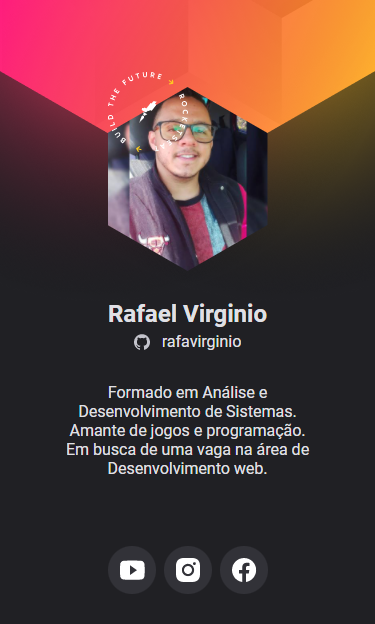 BUILD THE FUTURE
Rafael Virginio
rafavirginio
Formado em Análise e
Desenvolvimento de Sistemas.
Amante de jogos e programação.
Em busca de uma vaga na área de
Desenvolvimento web.